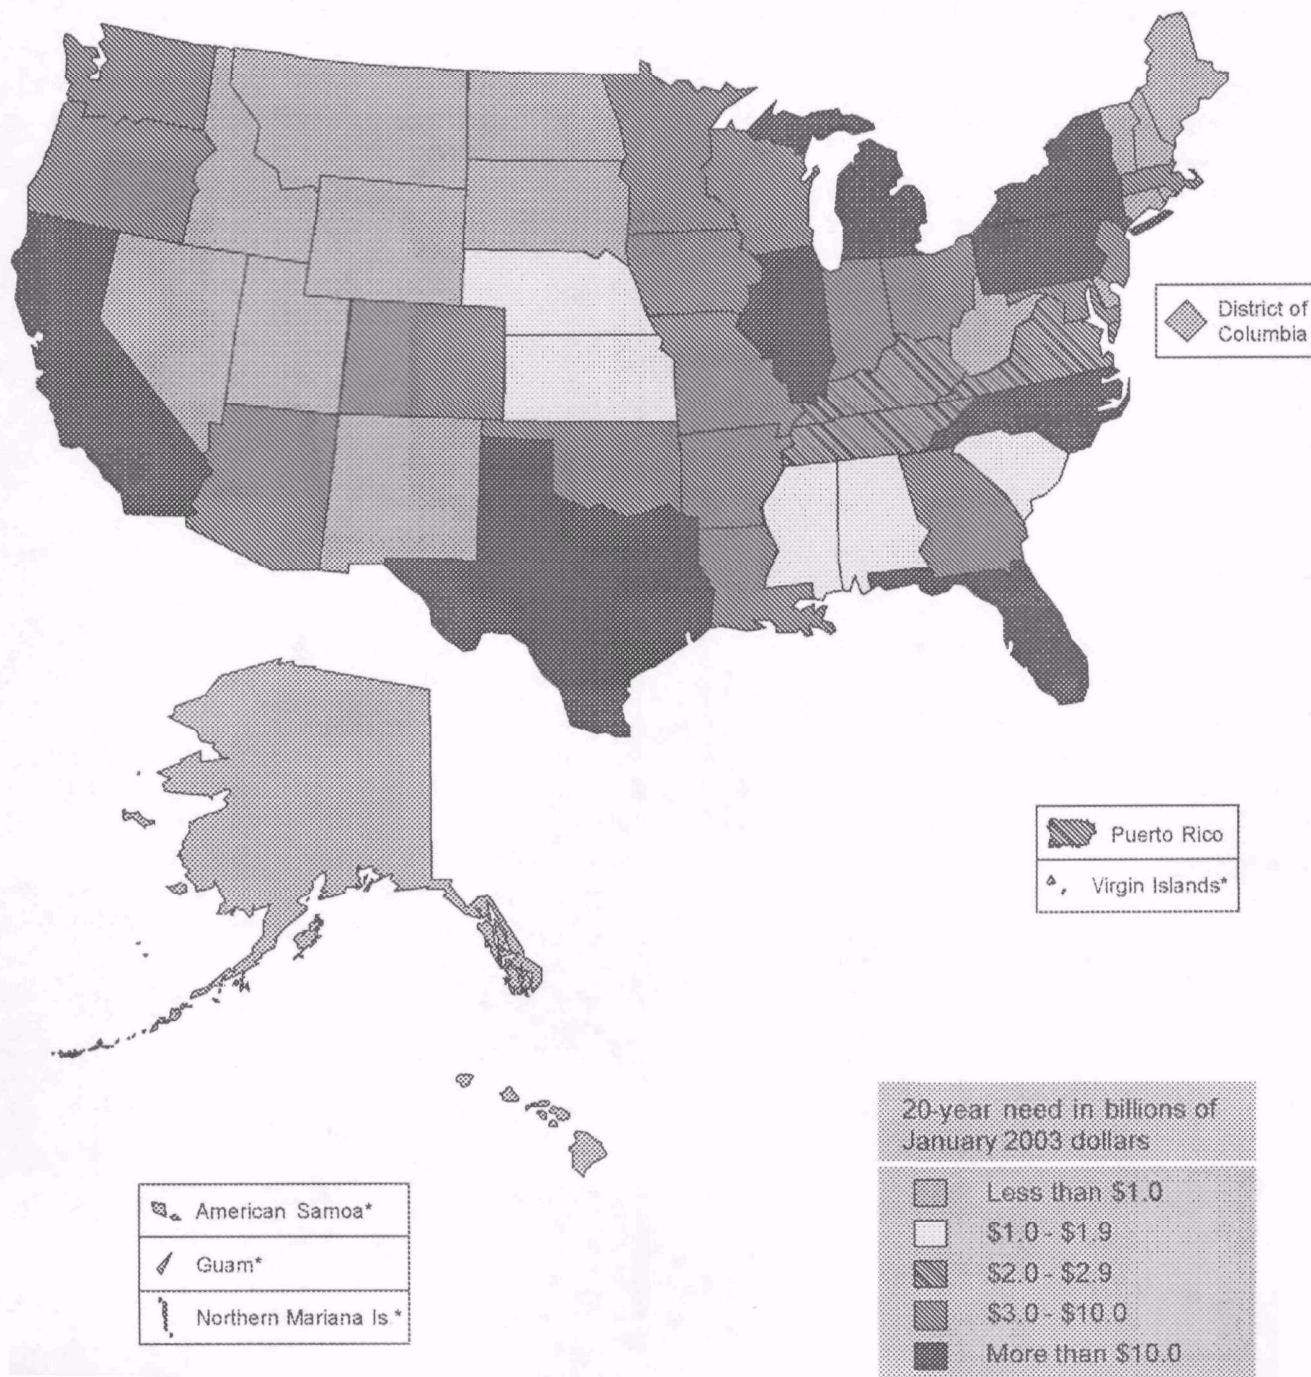 District of
Columbia
Puerto Rico
Virgin Islands*
20-year need in billions of
January 2003 dollars
Less than $1.0
$1.0 - $1.9
$2.0 - $2.9
$3.0 - $10.0
More than $10.0
American Samoa*
Guam*
Northern Mariana Is.*